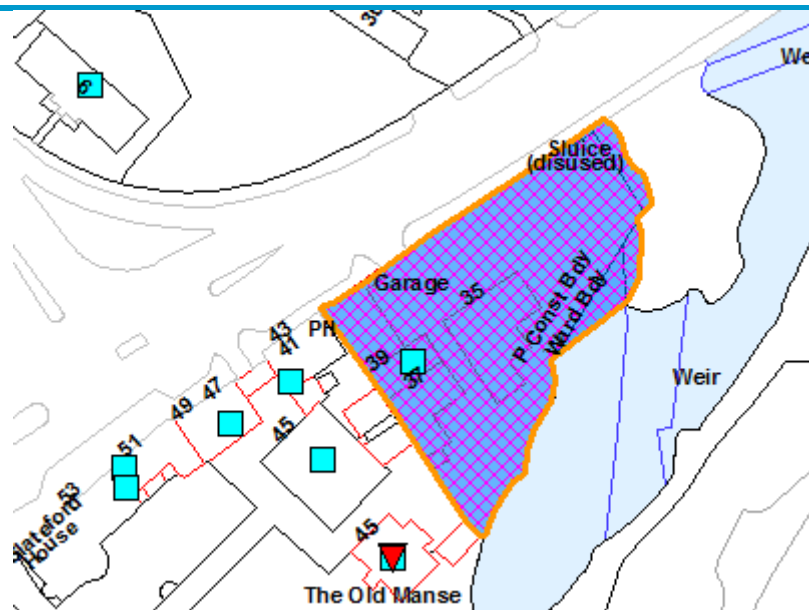 We
6
Sluice
(disused)
Garage
35
P Const Bdy
Ward Bdy
43
PH
41
39
37
Weir
47
49
45
51
53
Slateford
House
45
The Old Manse